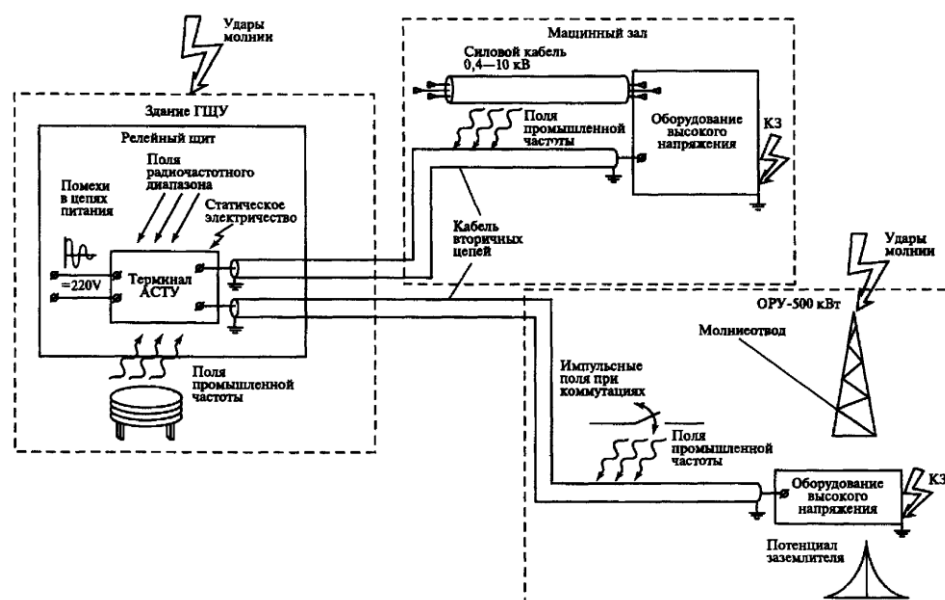 Удары
молнии
Здание ГЩУ
Релейный щит
Поля
радиочастотного
диапазона
Помехи
в цепях
питания
Статическое
электричество
=220V
Терминал
АСТУ
Поля
промышленной
частоты
Машинный зал
Силовой кабель
0,4—10 кВ
Поля
промышленной
частоты
Оборудование
высокого
напряжения
КЗ
Кабель
вторичных
цепей
Удары
молнии
ОРУ-500 кВт
Молниеотвод
Импульсные
поля при
коммутациях
Поля
промышленной
частоты
Оборудование
высокого
напряжения
КЗ
Потенциал
заземлителя